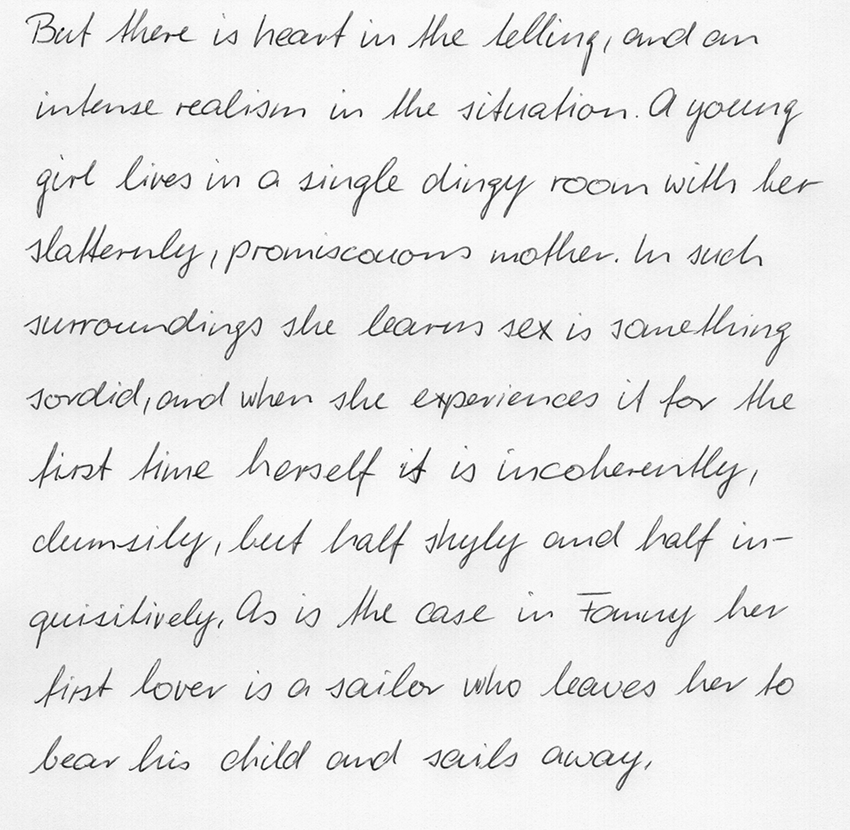 But there is heart in the telling, and an
intense realism in the situation. A young
girl lives in a single dingy room with her
slatternly, promiscouous mother. In such
surroundings she learns sex is something
sordid, and when she experiences it for the
first time herself it is incoherently,
clumsily, but half shyly and half in-
quisitively. As is the case in Fanny her
first lover is a sailor who leaves her to
bear his child and sails away.